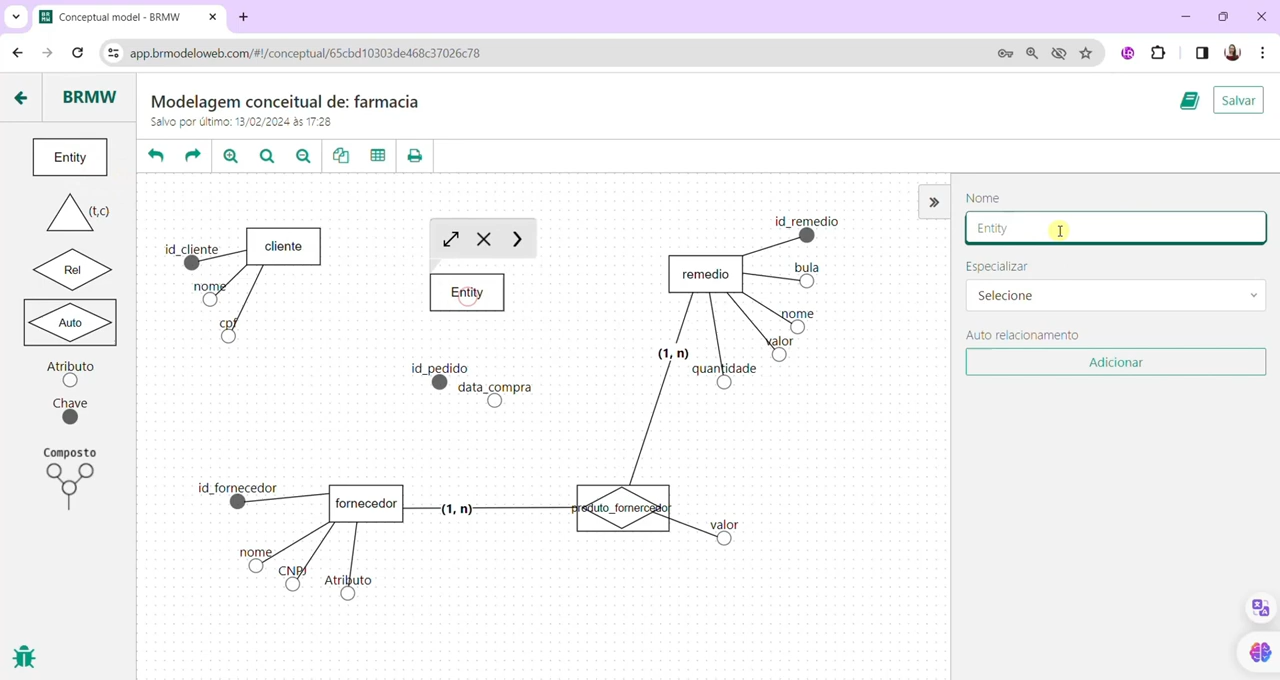 Conceptual model - BRMW
app.brmodeloweb.com/#!/conceptual/65cbd10303de468c37026c78
BRMW
Modelagem conceitual de: farmacia
Salvo por último: 13/02/2024 às 17:28
Salvar
Entity
(t,c)
Rel
Auto
Atributo
Chave
Composto
id_cliente
cliente
nome
cpf
Entity
id_pedido
data_compra
id_remedio
remedio
bula
nome
valor
quantidade
(1, n)
id_fornecedor
fornecedor
(1, n)
produto_fornercedor
valor
nome
CNPJ
Atributo
Nome
Entity
Especializar
Selecione
Auto relacionamento
Adicionar